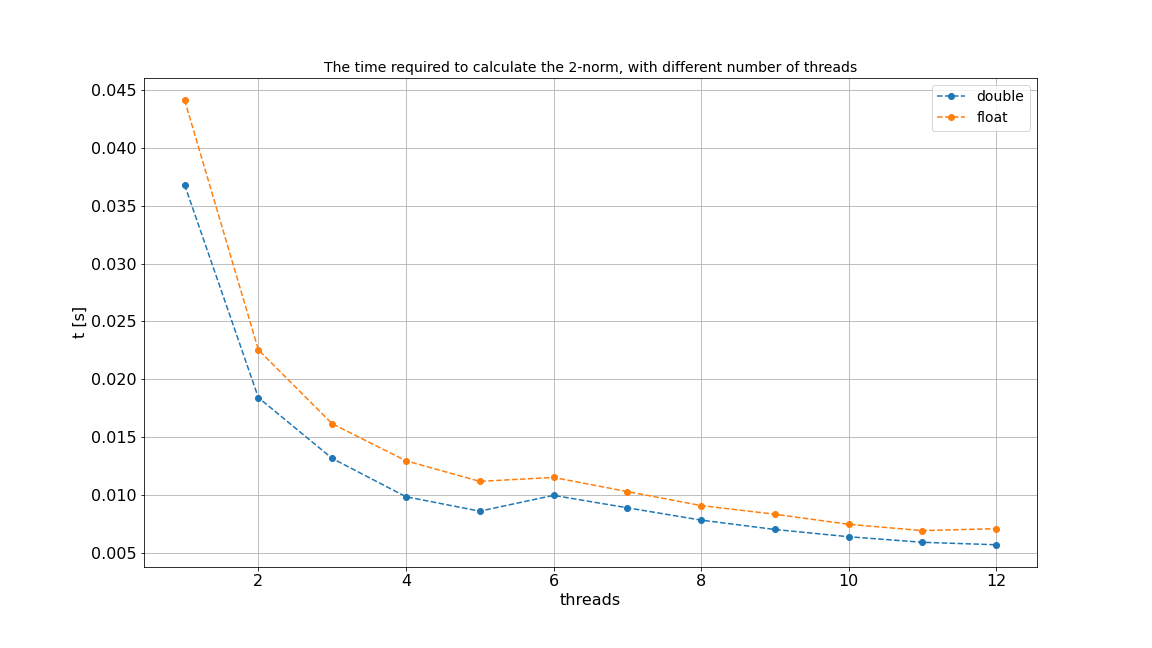 The time required to calculate the 2-norm, with different number of threads
double
float
0.045
0.040
0.035
0.030
0.025
0.020
0.015
0.010
0.005
t [s]
2 4 6 8 10 12
threads